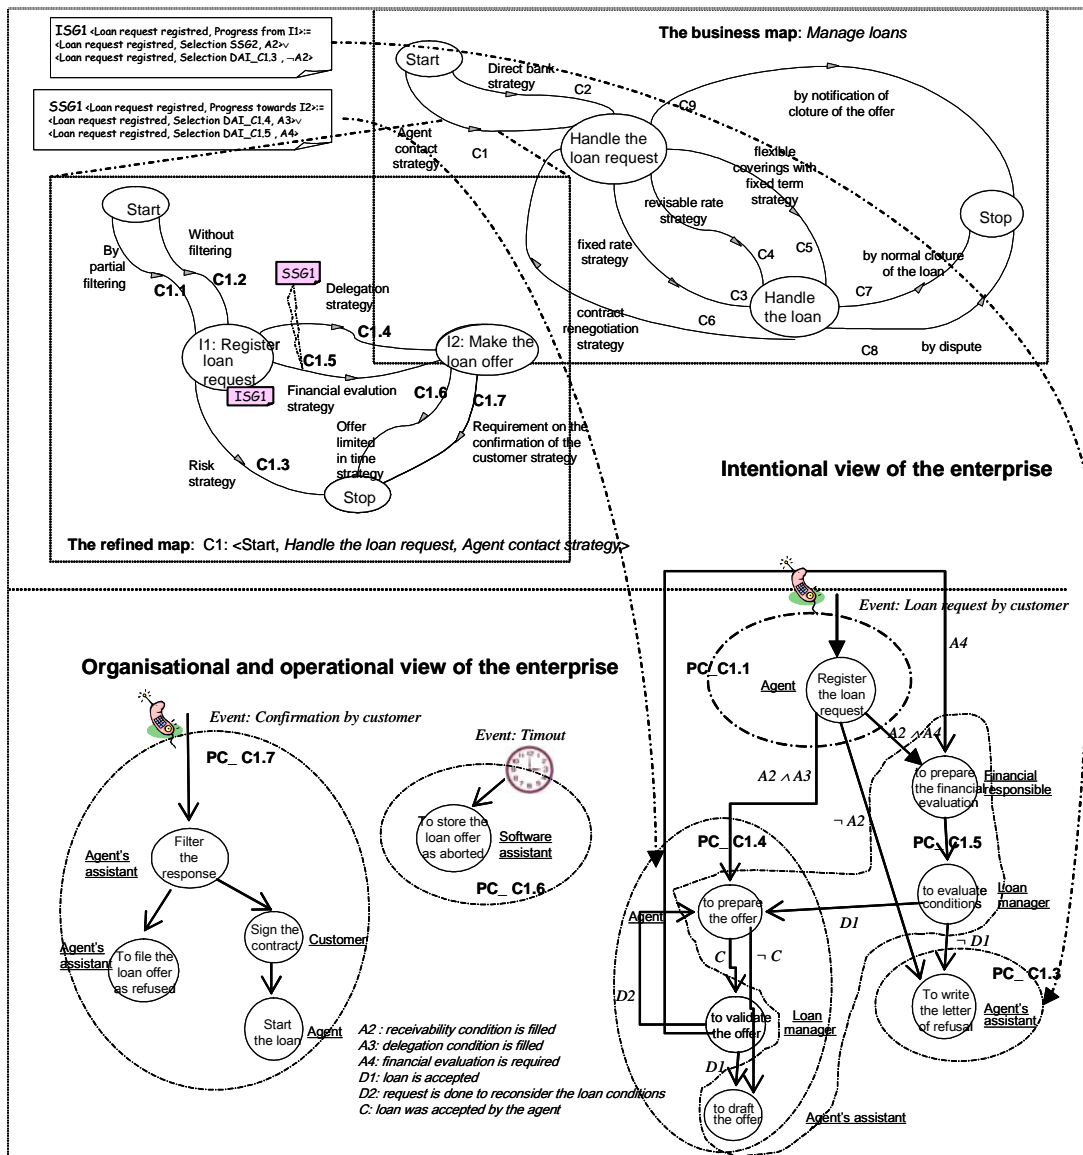 ISG1 <Loan request registred, Progress from I1>:=
<Loan request registred, Selection SSG2, A2>∨
<Loan request registred, Selection DAI_C1.3 , ¬A2>
SSG1 <Loan request registred, Progress towards I2>:=
<Loan request registred, Selection DAI_C1.4, A3>∨
<Loan request registred, Selection DAI_C1.5 , A4>
The business map: Manage loans
Start
Direct bank
strategy
C2
C9
by notification of
cloture of the offer
Agent
contact
strategy
C1
Handle the
loan request
flexible
coverings with
fixed term
strategy
revisable rate
strategy
Stop
fixed rate
strategy
C4
C5
by normal cloture
of the loan
C3
C7
Handle
the loan
contract
renegotiation
strategy
C6
C8
by dispute
Start
By
partial
filtering
Without
filtering
C1.1
C1.2
SSG1
Delegation
strategy
C1.4
I1: Register
loan
request
C1.5
I2: Make the
loan offer
ISG1
Financial evalution
strategy
C1.6
C1.7
Offer
limited
in time
strategy
Requirement on the
confirmation of the
customer strategy
Risk
strategy
C1.3
Stop
Intentional view of the enterprise
The refined map: C1: <Start, Handle the loan request, Agent contact strategy>
Event: Loan request by customer
Organisational and operational view of the enterprise
PC_C1.1
Agent
Register
the loan
request
A4
Event: Confirmation by customer
Event: Timout
PC_ C1.7
A2 ∧A4
A2 ∧ A3
to prepare
the financial
evaluation
Financial
responsible
To store the
loan offer
as aborted
Software
assistant
¬ A2
PC_ C1.4
PC_ C1.5
Filter
the
response
Agent's
assistant
PC_ C1.6
to evaluate
conditions
Loan
manager
Agent
to prepare
the offer
D1
Sign the
contract
Customer
Agent's
assistant
To file the
loan offer
as refused
C
¬ C
¬ D1
PC_ C1.3
D2
To write
the letter
of refusal
Agent's
assistant
Start
the loan
Agent
to validate
the offer
Loan
manager
D1
A2 : receivability condition is filled
A3: delegation condition is filled
A4: financial evaluation is required
D1: loan is accepted
D2: request is done to reconsider the loan conditions
C: loan was accepted by the agent
to draft
the offer
Agent's assistant